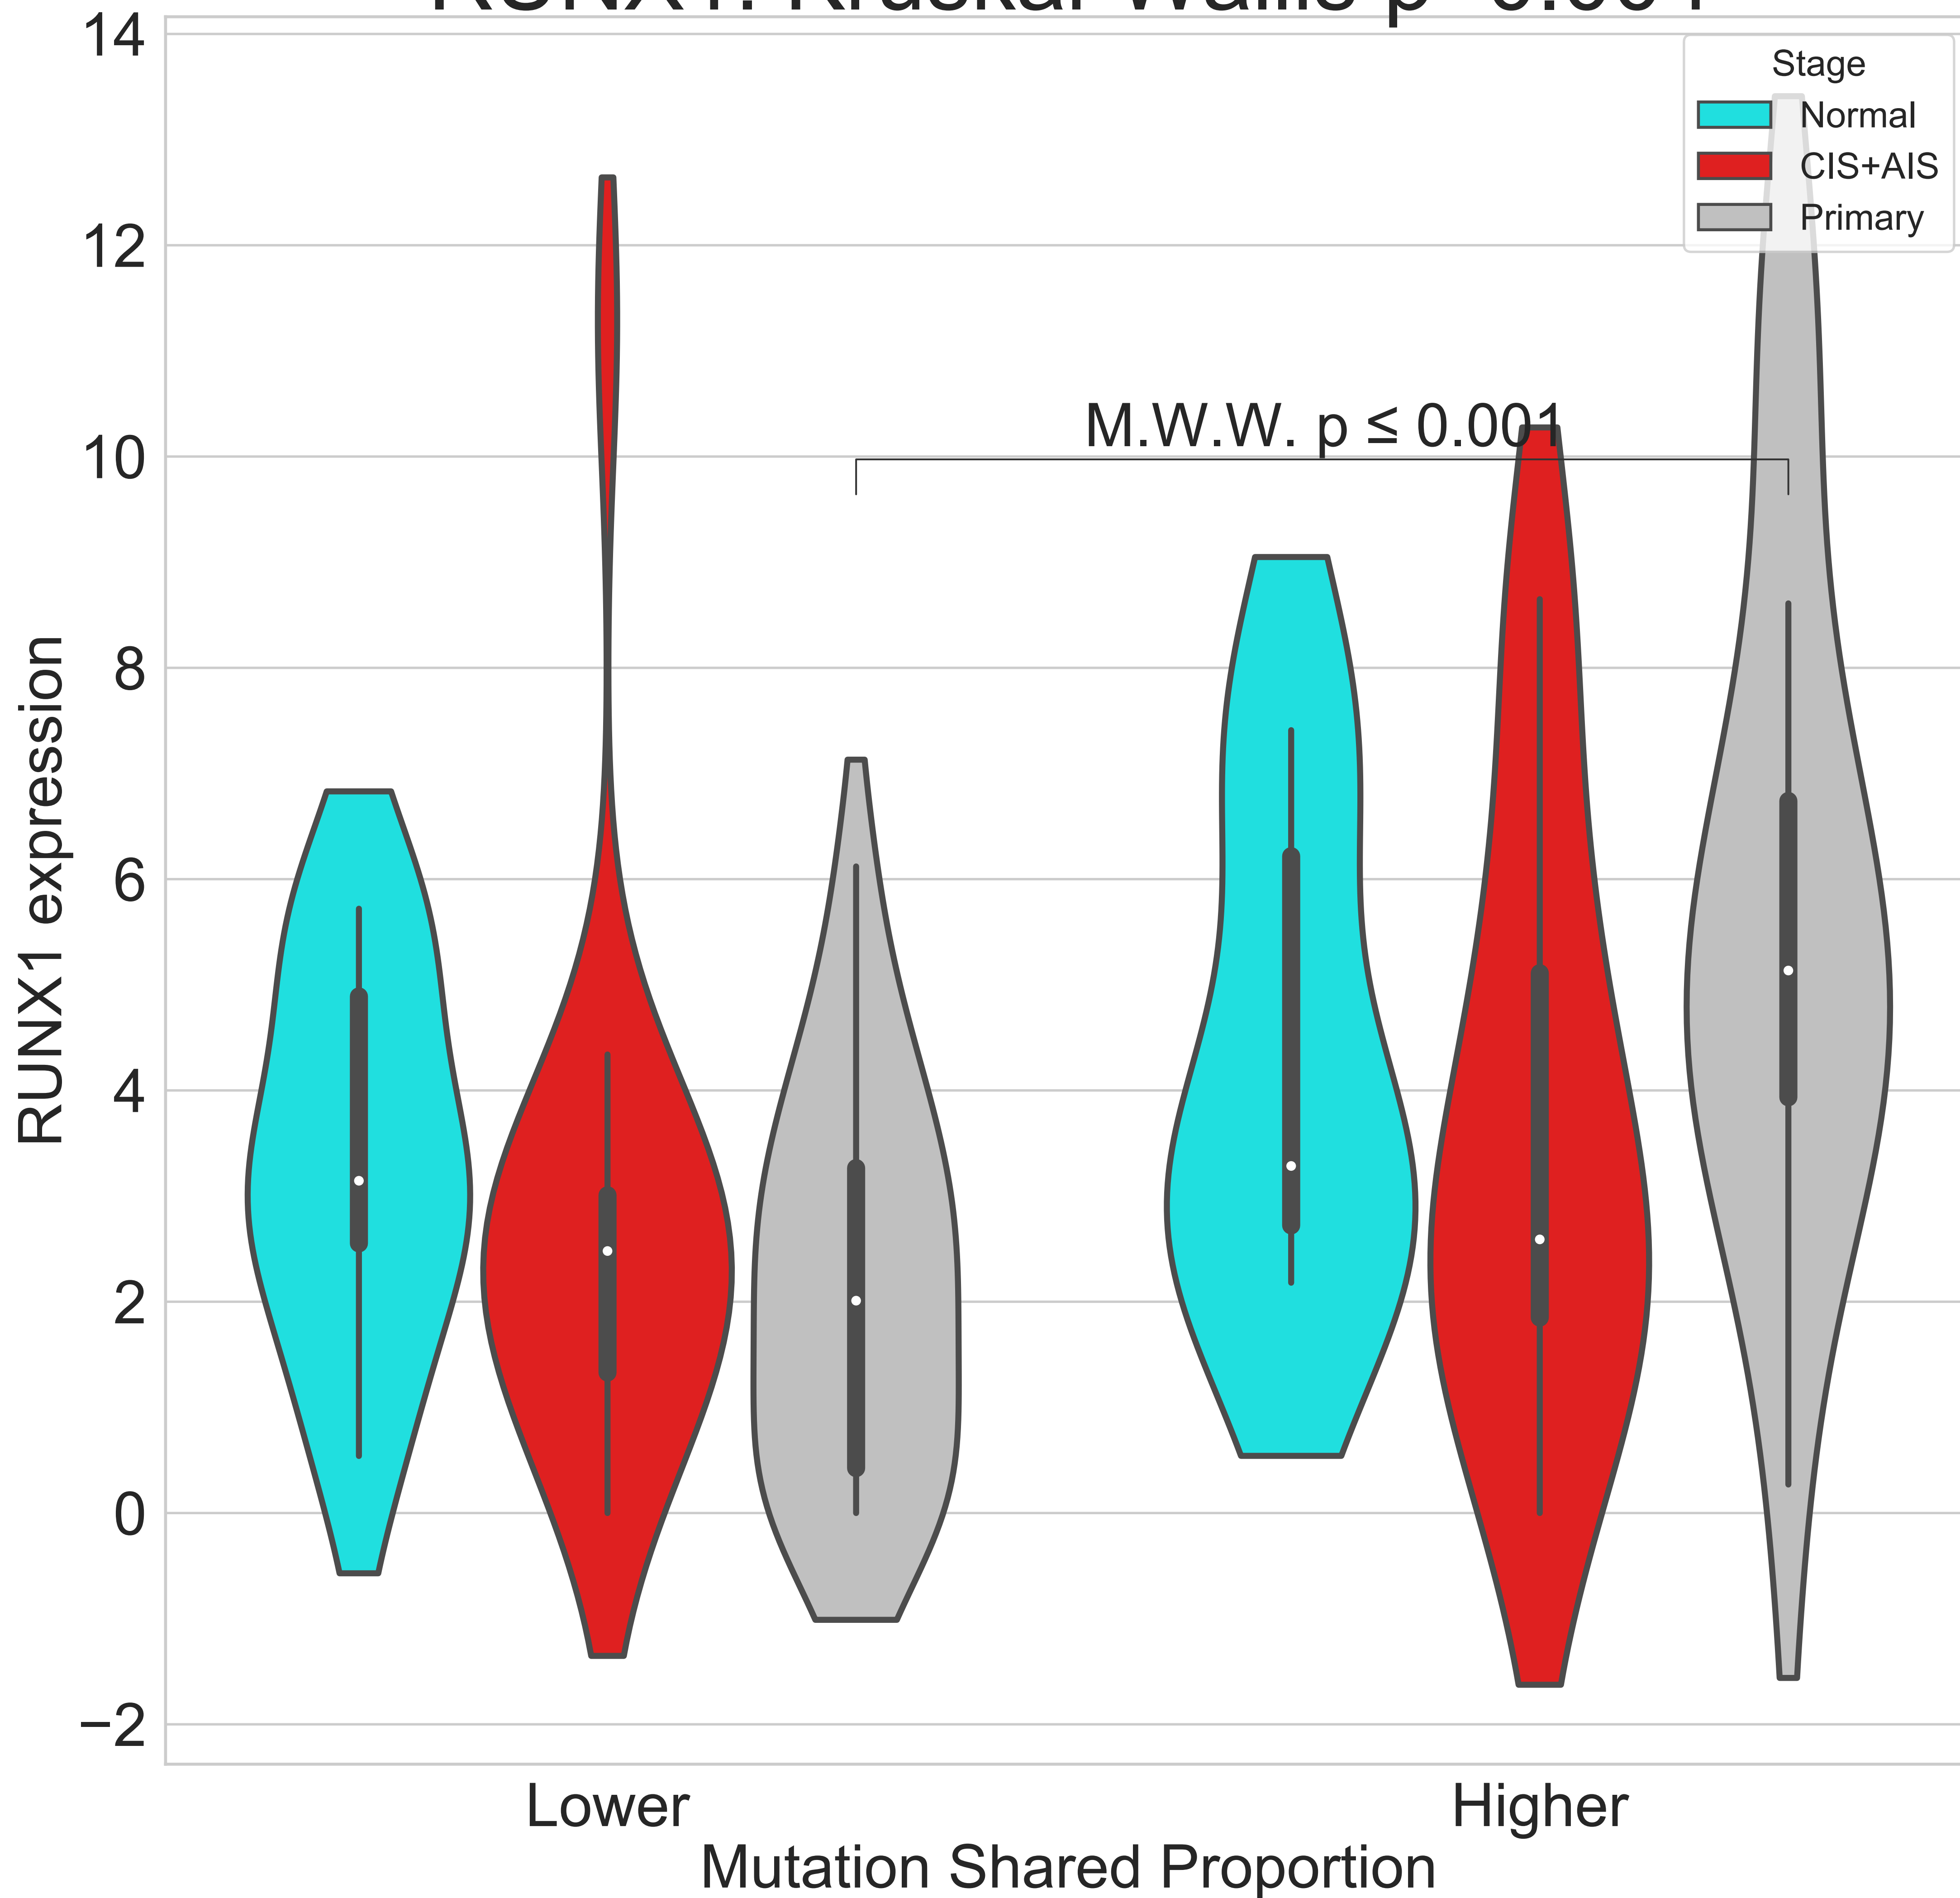 14
12
10
8
6
4
2
0
−2
RUNX1 expression
Stage
Normal
CIS+AIS
Primary
M.W.W. p ≤ 0.001
Lower
Higher
Mutation Shared Proportion